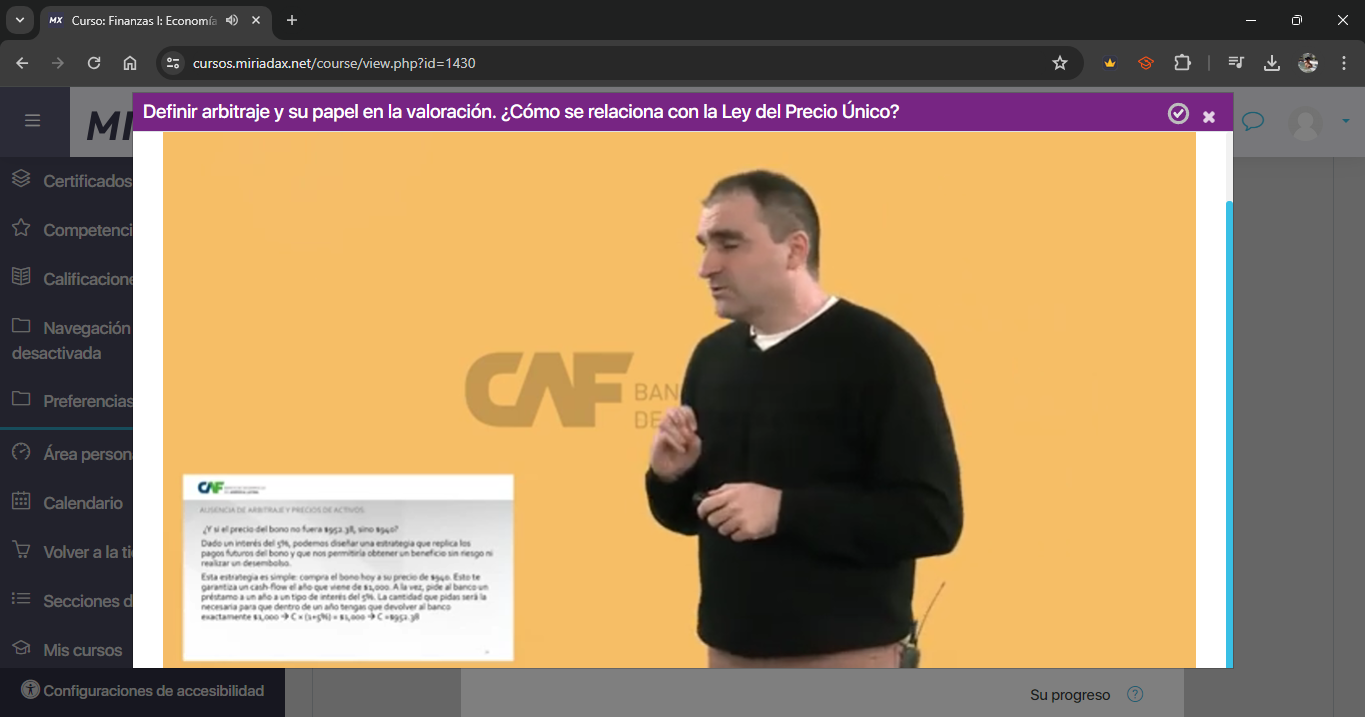 Curso: Finanzas I: Economía
cursos.miriadax.net/course/view.php?id=1430
Definir arbitraje y su papel en la valoración. ¿Cómo se relaciona con la Ley del Precio Único?
Certificados
Competenci
Calificacione
Navegación
desactivada
Preferencias
Área person
Calendario
Volver a la ti
Secciones d
Mis cursos
Configuraciones de accesibilidad
CAF BAN
DE
CAF
AUSENCIA DE ARBITRAJE Y PRECIOS DE ACTIVOS
¿Y si el precio del bono no fuera $952.38, sino $940?
Dado un interés del 5%, podemos diseñar una estrategia que replica los
pagos futuros del bono y que nos permitiría obtener un beneficio sin riesgo ni
realizar un desembolso.
Esta estrategia es simple: compra el bono hoy a su precio de $940. Esto te
garantiza un cash-flow el año que viene de $1,000. A la vez, pide al banco un
préstamo a un año a un tipo de interés del 5%. La cantidad que pidas será la
necesaria para que dentro de un año tengas que devolver al banco
exactamente $1,000 → C × (1+5%) = $1,000 → C =$952.38
Su progreso